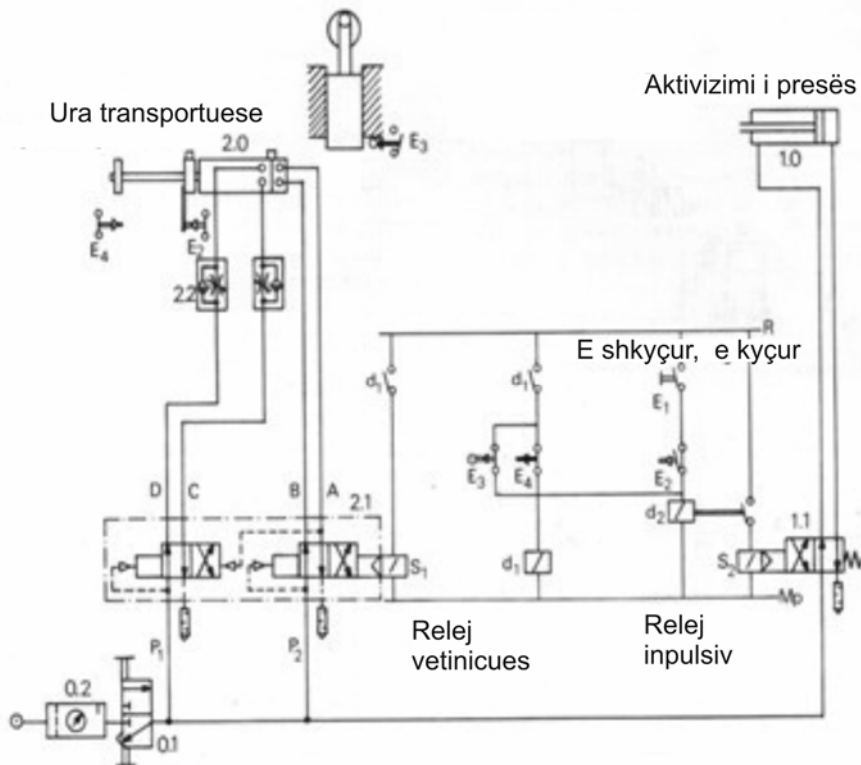 Aktivizimi i presës
Ura transportuese
2.0
E3
1.0
E4
E2
2.2
R
E shkyçur, e kyçur
d1
d1
E1
E3
E4
E2
D C B A
2.1
d2
1.1
S1
d1
S2
Mp
P1
P2
Relej
vetinicues
Relej
inpulsiv
0.2
0.1